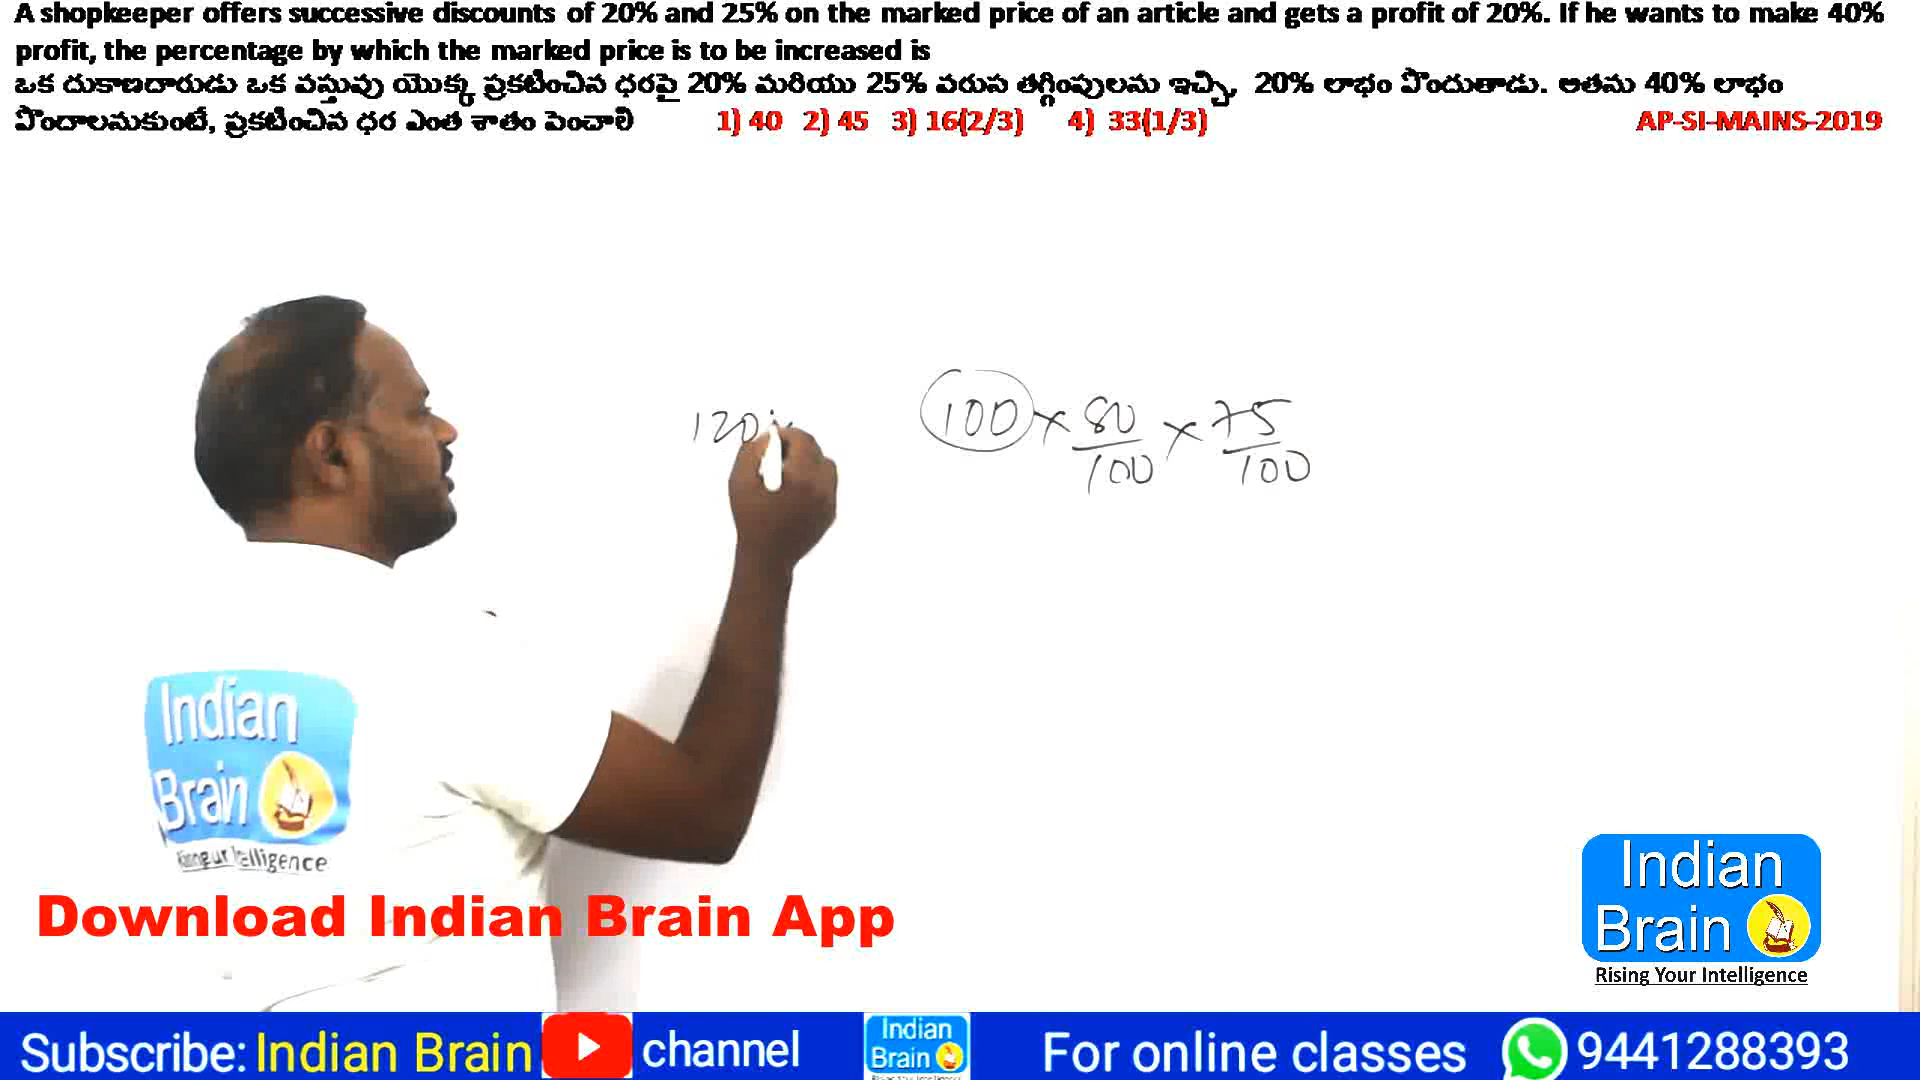 A shopkeeper offers successive discounts of 20% and 25% on the marked price of an article and gets a profit of 20%. If he wants to make 40%
profit, the percentage by which the marked price is to be increased is
ఒక దుకాణదారుడు ఒక వస్తువు యొక్క ప్రకటించిన ధరపై 20% మరియు 25% వరుస తగ్గింపులను ఇచ్చి, 20% లాభం పొందుతాడు. అతను 40% లాభం
పొందాలనుకుంటే, ప్రకటించిన ధర ఎంత శాతం పెంచాలి 1) 40 2) 45 3) 16(2/3) 4) 33(1/3) AP-SI-MAINS-2019
120
100 × 80/100 × 75/100
Indian
Brain
Download Indian Brain App
Indian
Brain
Rising Your Intelligence
Subscribe: Indian Brain channel
Indian
Brain
For online classes 9441288393